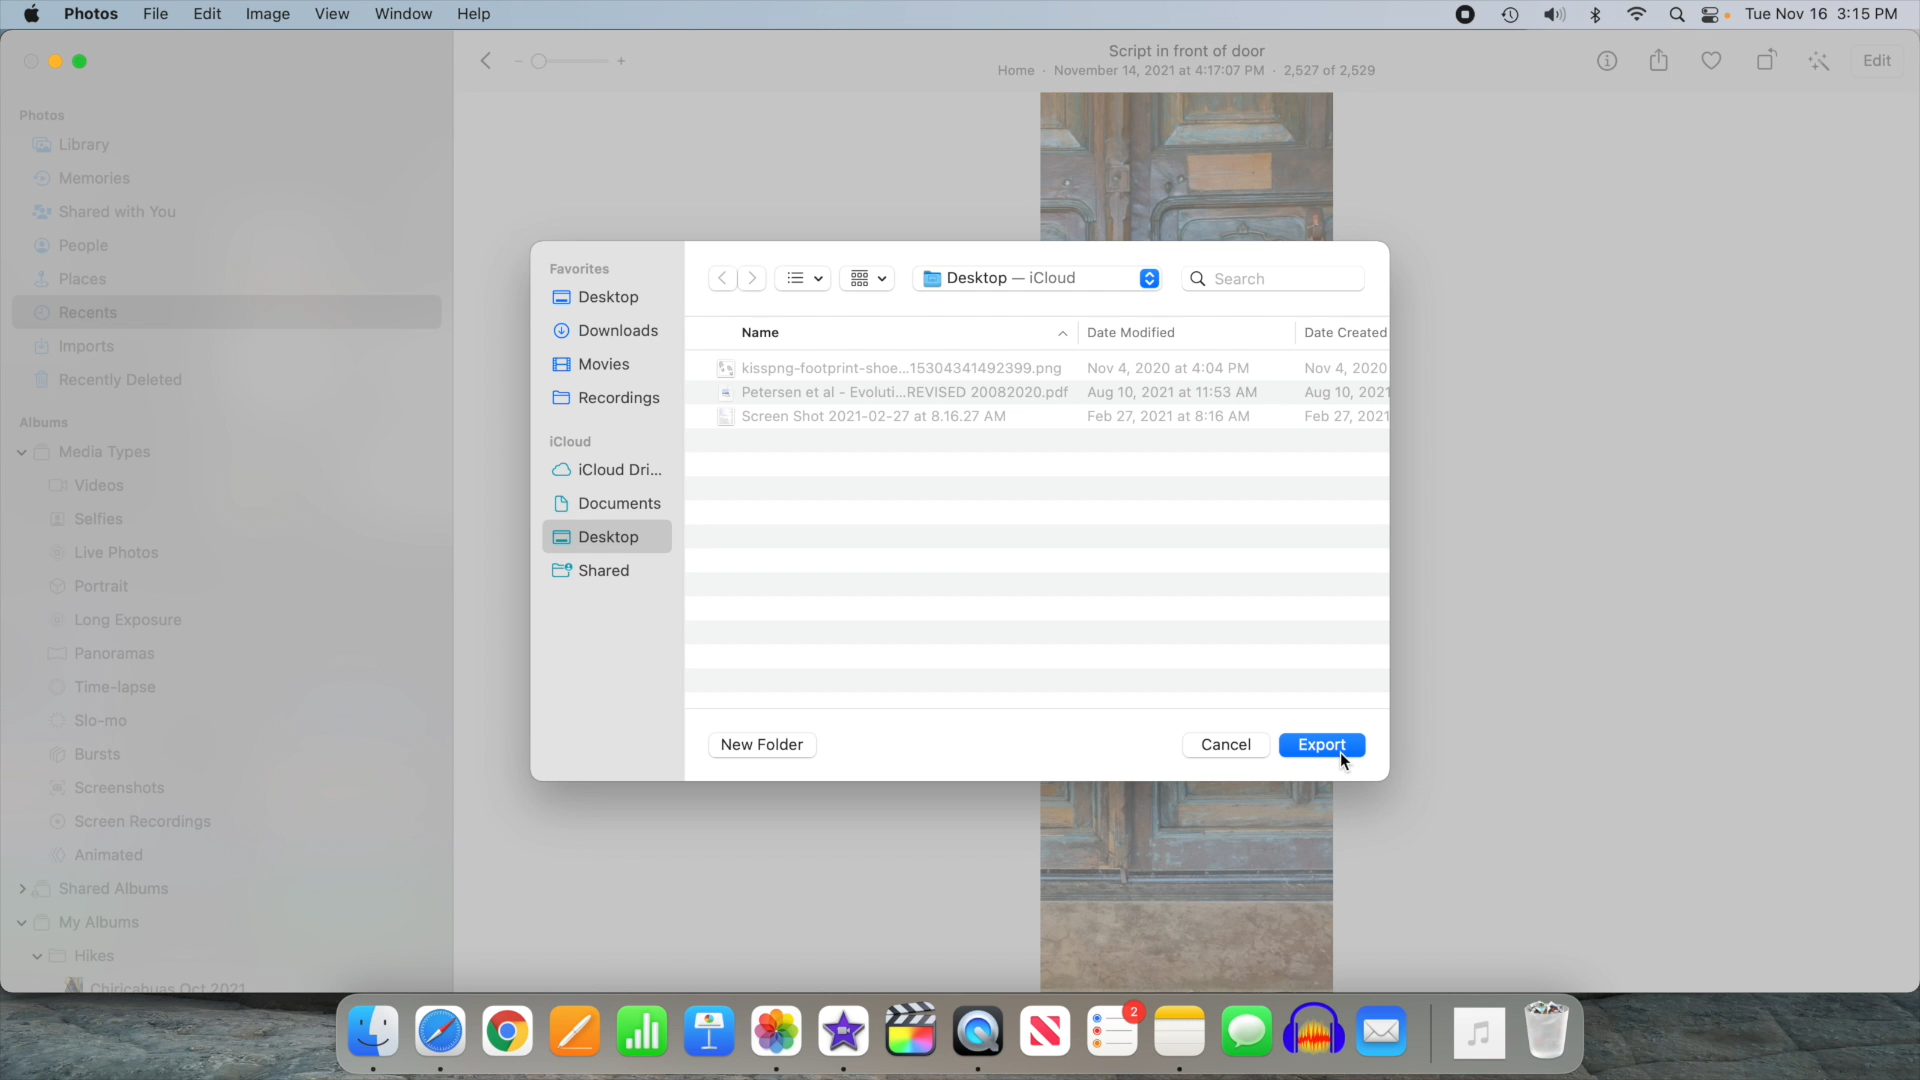 Photos File Edit Image View Window Help Tue Nov 16 3:15 PM
Script in front of door
Home · November 14, 2021 at 4:17:07 PM · 2,527 of 2,529
- + Edit
Photos
Library
Memories
Shared with You
People
Places
Recents
Imports
Recently Deleted
Albums
Media Types
Videos
Selfies
Live Photos
Portrait
Long Exposure
Panoramas
Time-lapse
Slo-mo
Bursts
Screenshots
Screen Recordings
Animated
Shared Albums
My Albums
Hikes
Chiricahuas Oct 2021
Favorites
Desktop
Downloads
Movies
Recordings
iCloud
iCloud Dri...
Documents
Desktop
Shared
Desktop — iCloud Search
Name Date Modified Date Created
kisspng-footprint-shoe...15304341492399.png Nov 4, 2020 at 4:04 PM Nov 4, 2020
Petersen et al - Evoluti...REVISED 20082020.pdf Aug 10, 2021 at 11:53 AM Aug 10, 2021
Screen Shot 2021-02-27 at 8.16.27 AM Feb 27, 2021 at 8:16 AM Feb 27, 2021
New Folder Cancel Export
2